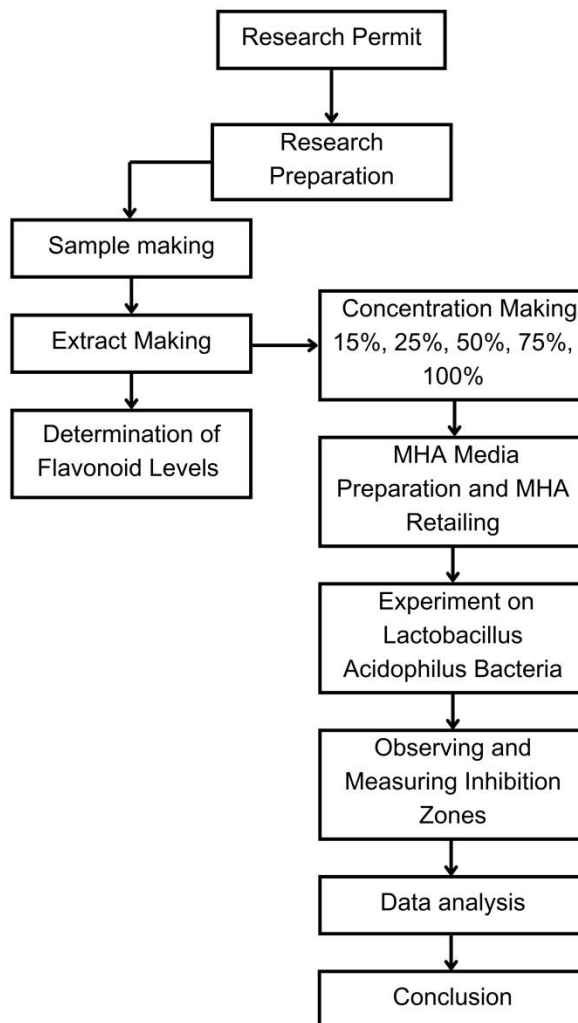 Research Permit
Research
Preparation
Sample making
Extract Making
Determination of
Flavonoid Levels
Concentration Making
15%, 25%, 50%, 75%,
100%
MHA Media
Preparation and MHA
Retailing
Experiment on
Lactobacillus
Acidophilus Bacteria
Observing and
Measuring Inhibition
Zones
Data analysis
Conclusion